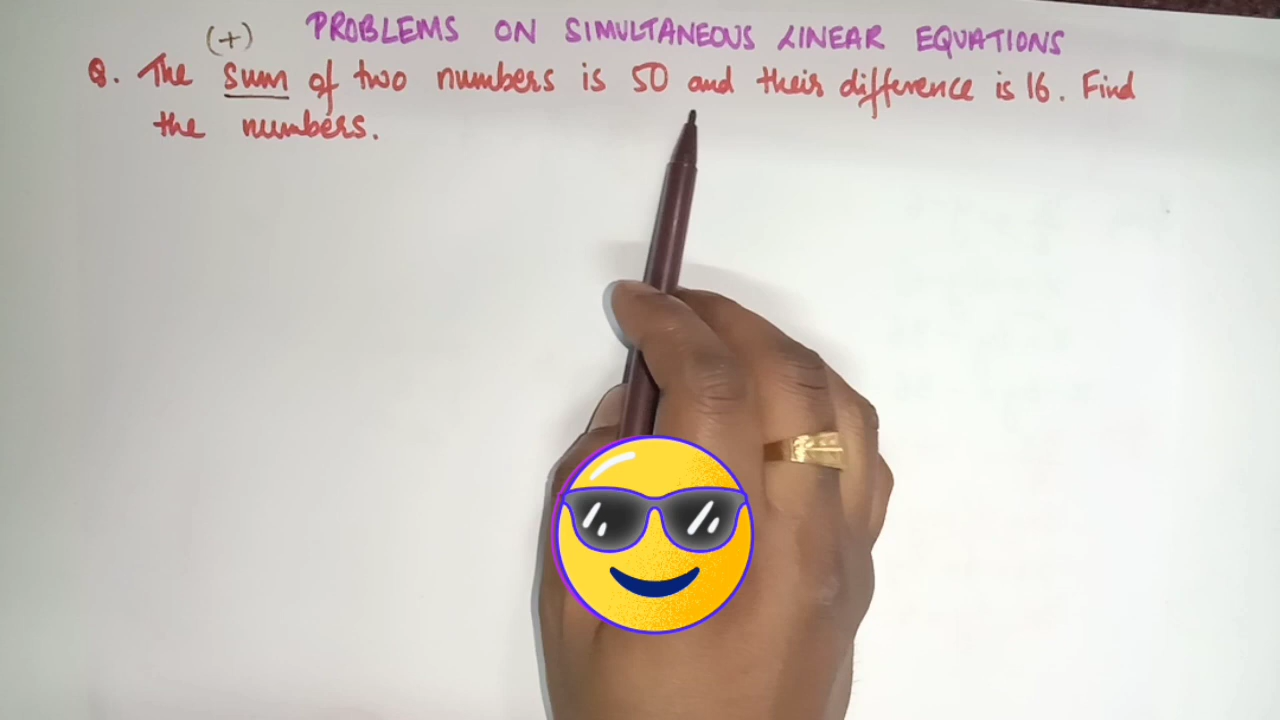 PROBLEMS ON SIMULTANEOUS LINEAR EQUATIONS
(+)
Q. The sum of two numbers is 50 and their difference is 16. Find
the numbers.